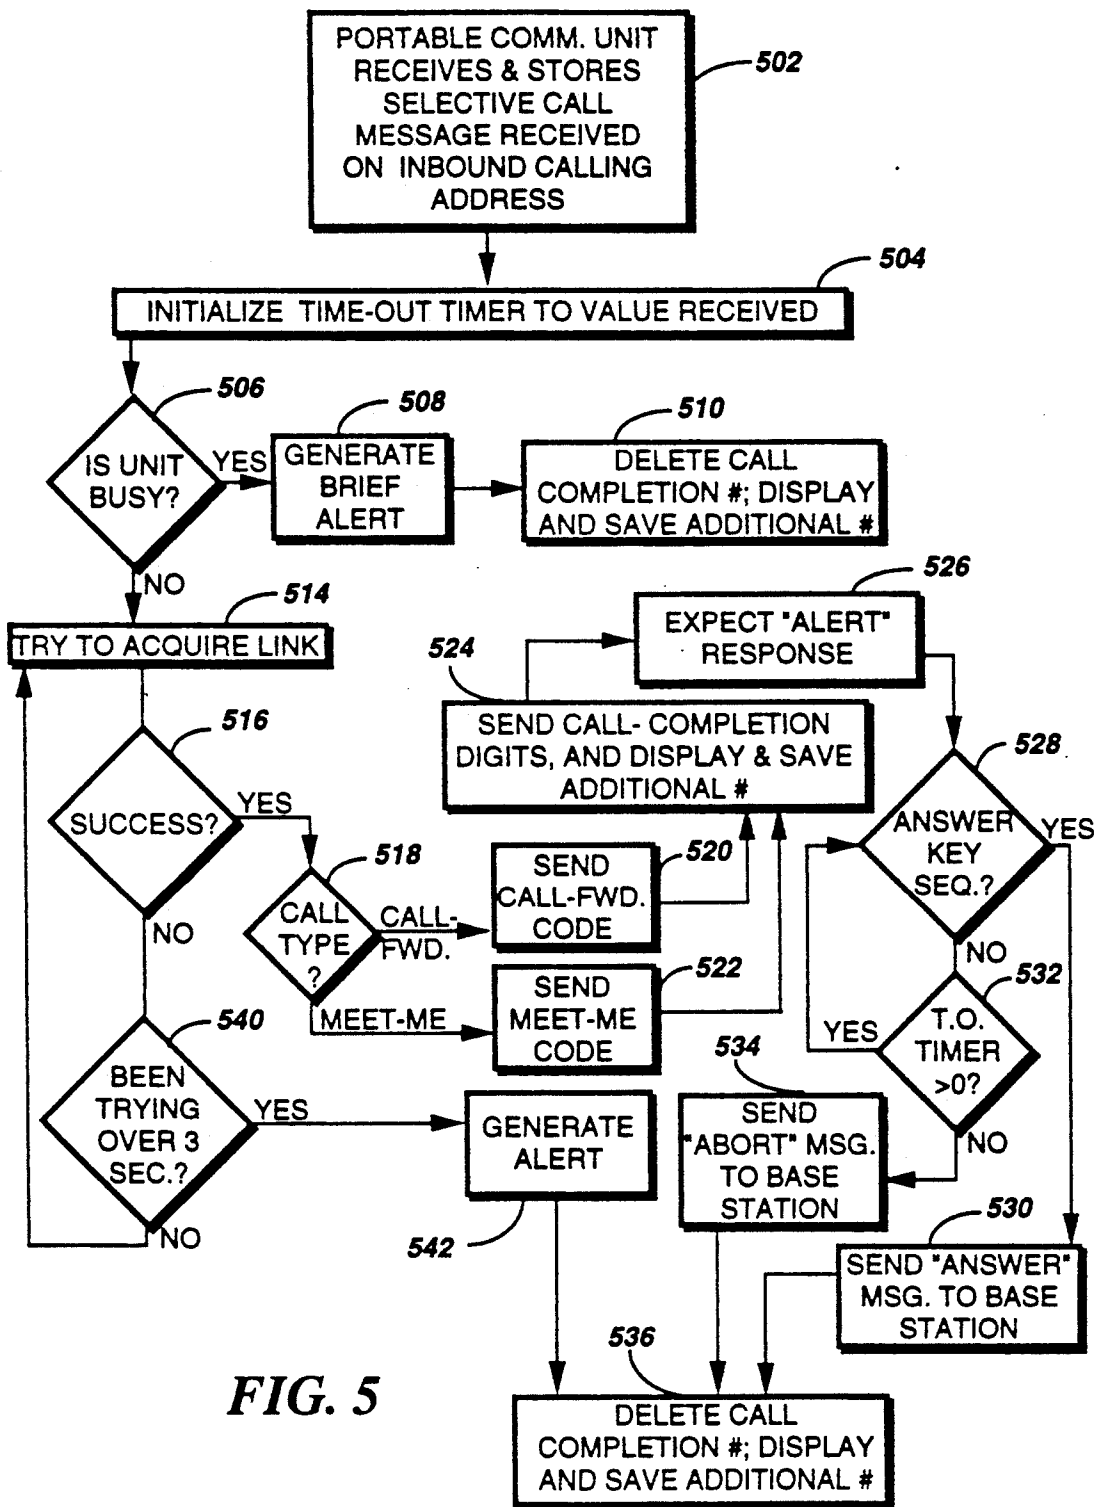 PORTABLE COMM. UNIT
RECEIVES & STORES
SELECTIVE CALL
MESSAGE RECEIVED
ON INBOUND CALLING
ADDRESS
502
504
INITIALIZE TIME-OUT TIMER TO VALUE RECEIVED
506
IS UNIT
BUSY?
YES
NO
508
GENERATE
BRIEF
ALERT
510
DELETE CALL
COMPLETION #; DISPLAY
AND SAVE ADDITIONAL #
514
TRY TO ACQUIRE LINK
516
SUCCESS?
YES
NO
518
CALL
TYPE
?
CALL-
FWD.
MEET-ME
520
SEND
CALL-FWD.
CODE
522
SEND
MEET-ME
CODE
524
SEND CALL- COMPLETION
DIGITS, AND DISPLAY & SAVE
ADDITIONAL #
526
EXPECT "ALERT"
RESPONSE
528
ANSWER
KEY
SEQ.?
YES
NO
532
T.O.
TIMER
>0?
YES
NO
534
SEND
"ABORT" MSG.
TO BASE
STATION
530
SEND "ANSWER"
MSG. TO BASE
STATION
540
BEEN
TRYING
OVER 3
SEC.?
YES
NO
GENERATE
ALERT
542
536
DELETE CALL
COMPLETION #; DISPLAY
AND SAVE ADDITIONAL #
FIG. 5